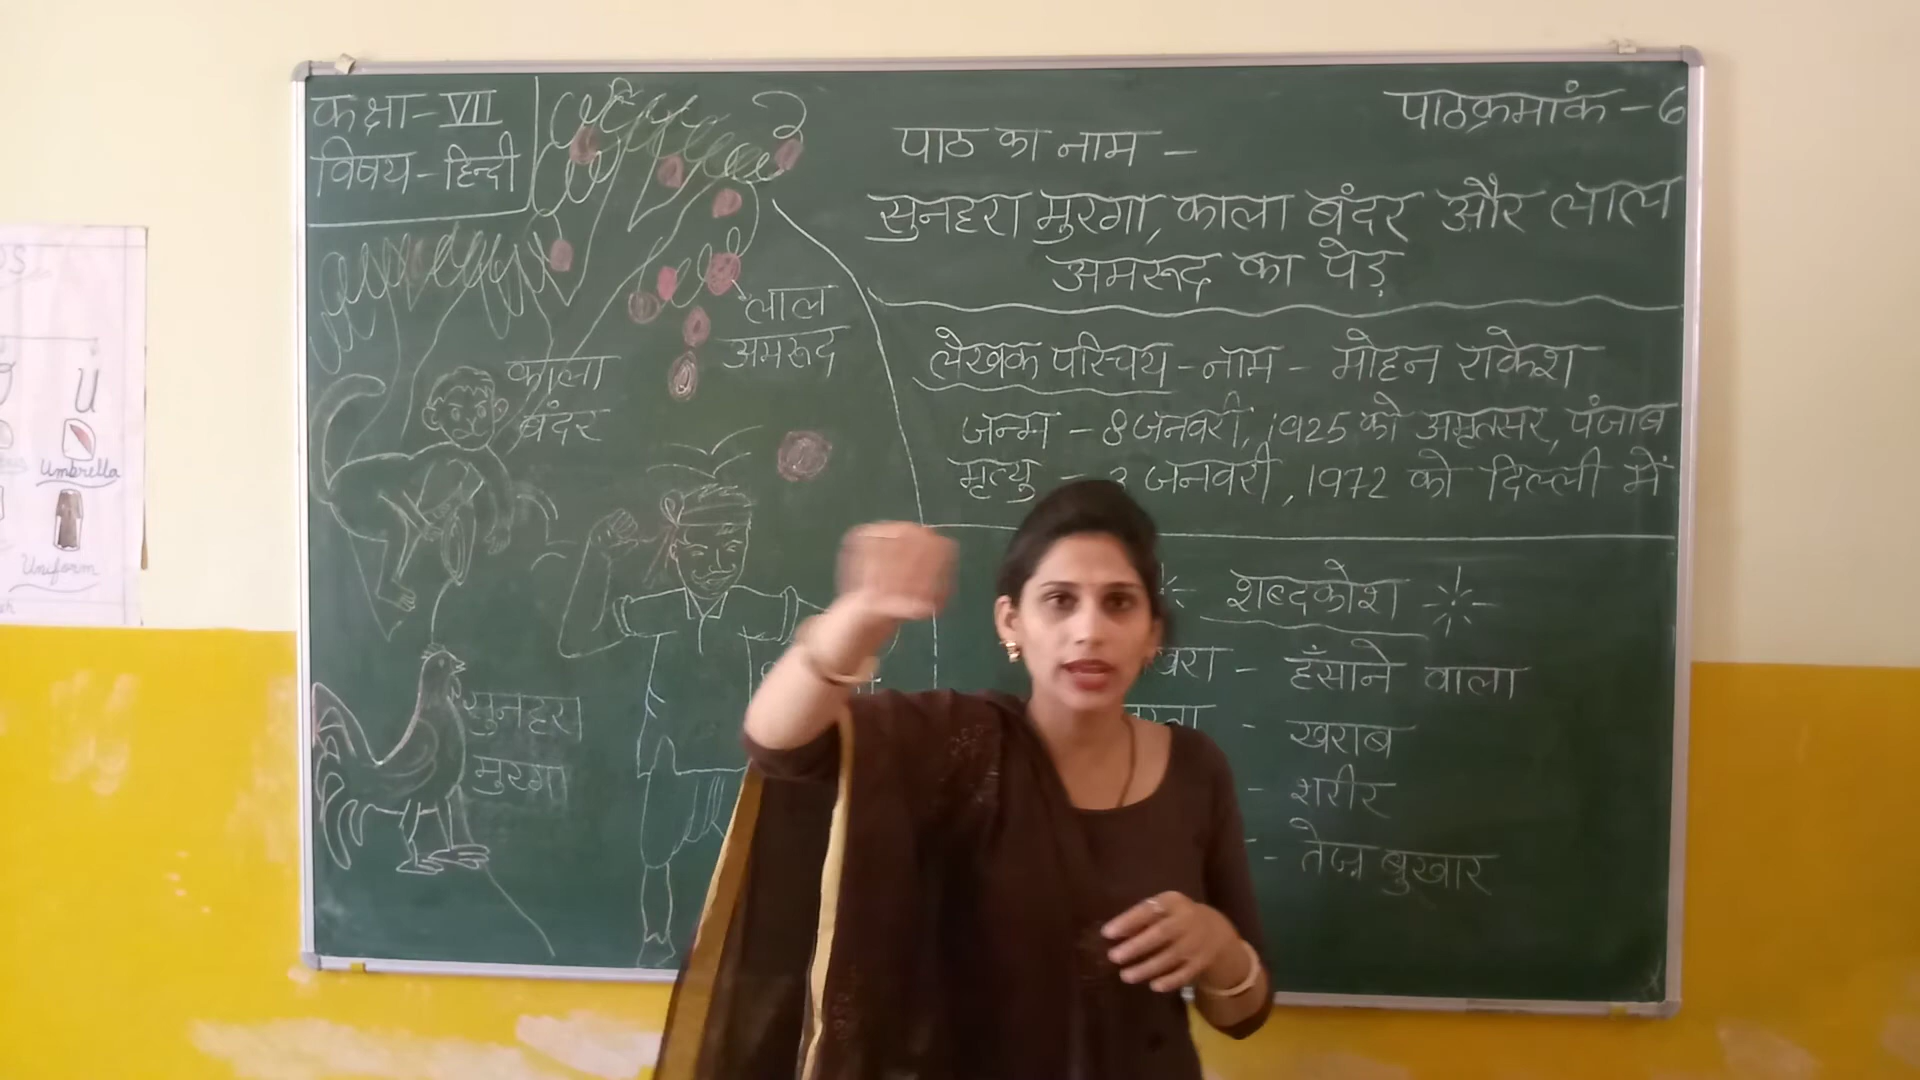 कक्षा-VII
विषय-हिन्दी
पाठक्रमांक-6
पाठ का नाम -
सुनहरा मुरगा, काला बंदर और लाल
अमरूद का पेड़
लेखक परिचय - नाम - मोहन राकेश
जन्म - 8 जनवरी, 1925 को अमृतसर, पंजाब
मृत्यु - 3 जनवरी, 1972 को दिल्ली में
शब्दकोश
- हँसाने वाला
- खराब
- शरीर
- तेज़ बुखार
लाल
अमरूद
काला
बंदर
सुनहरा
मुरगा
u
Umbrella
Uniform